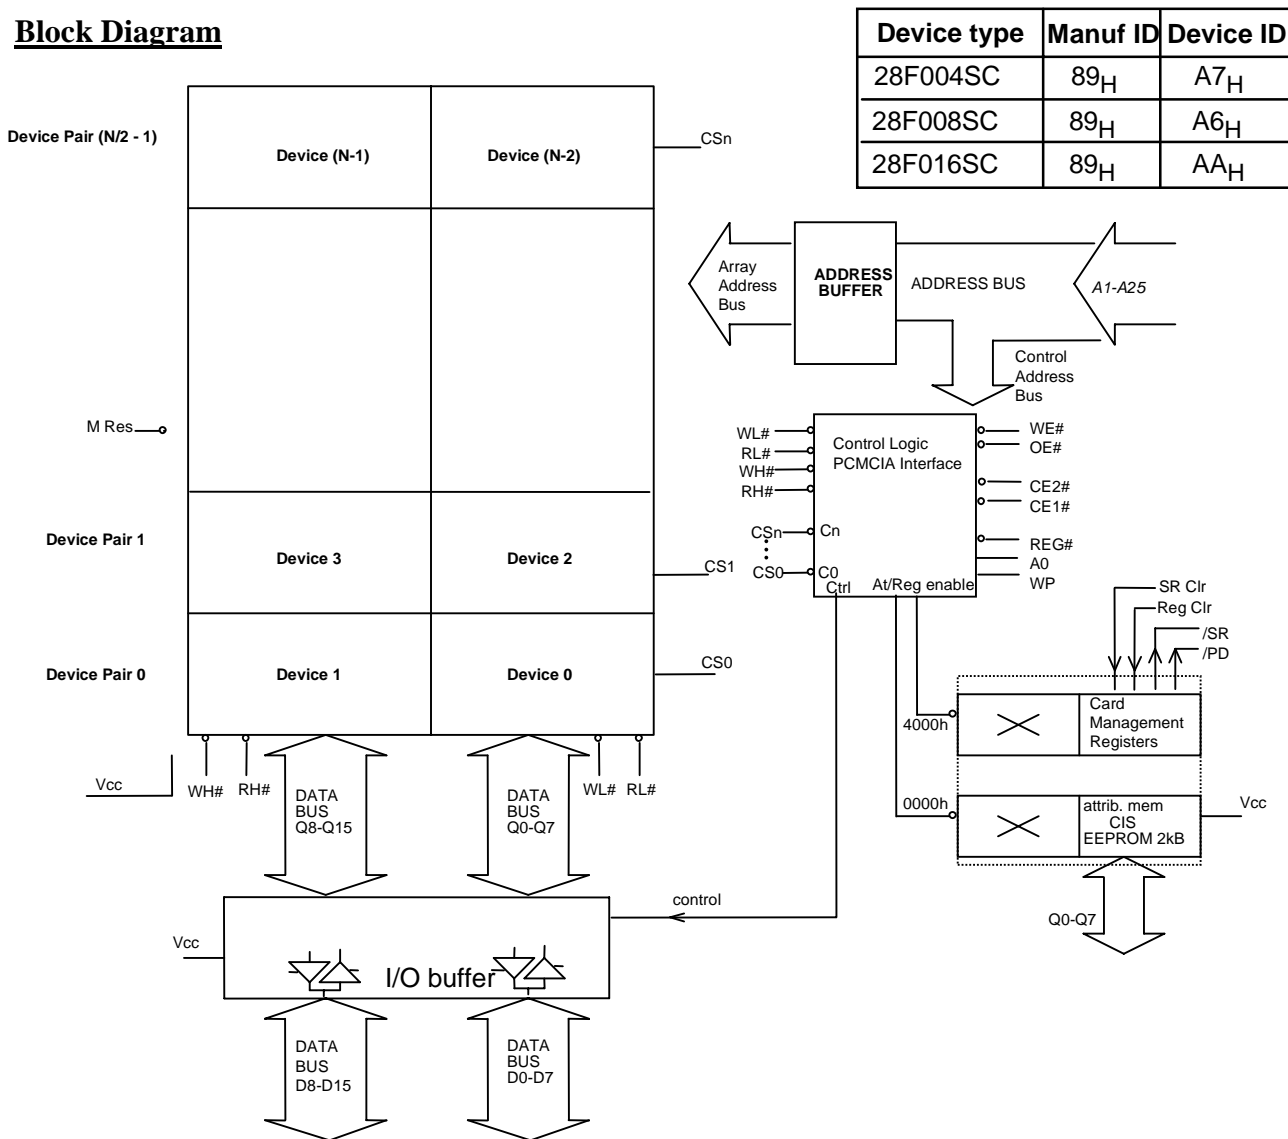 Block Diagram
Device type Manuf ID Device ID
28F004SC 89H A7H
28F008SC 89H A6H
28F016SC 89H AAH
Device Pair (N/2 - 1)
Device (N-1)
Device (N-2)
CSn
Array
Address
Bus
ADDRESS
BUFFER
ADDRESS BUS
A1-A25
Control
Address
Bus
M Res
WL#
RL#
WH#
RH#
CSn
CS0
Control Logic
PCMCIA Interface
Cn
C0
Ctrl
At/Reg enable
WE#
OE#
CE2#
CE1#
REG#
A0
WP
Device Pair 1
Device 3
Device 2
CS1
SR Clr
Reg Clr
/SR
/PD
Device Pair 0
Device 1
Device 0
CS0
4000h
Card
Management
Registers
Vcc
WH#
RH#
DATA
BUS
Q8-Q15
DATA
BUS
Q0-Q7
WL#
RL#
0000h
attrib. mem
CIS
EEPROM 2kB
Vcc
control
Q0-Q7
Vcc
I/O buffer
DATA
BUS
D8-D15
DATA
BUS
D0-D7